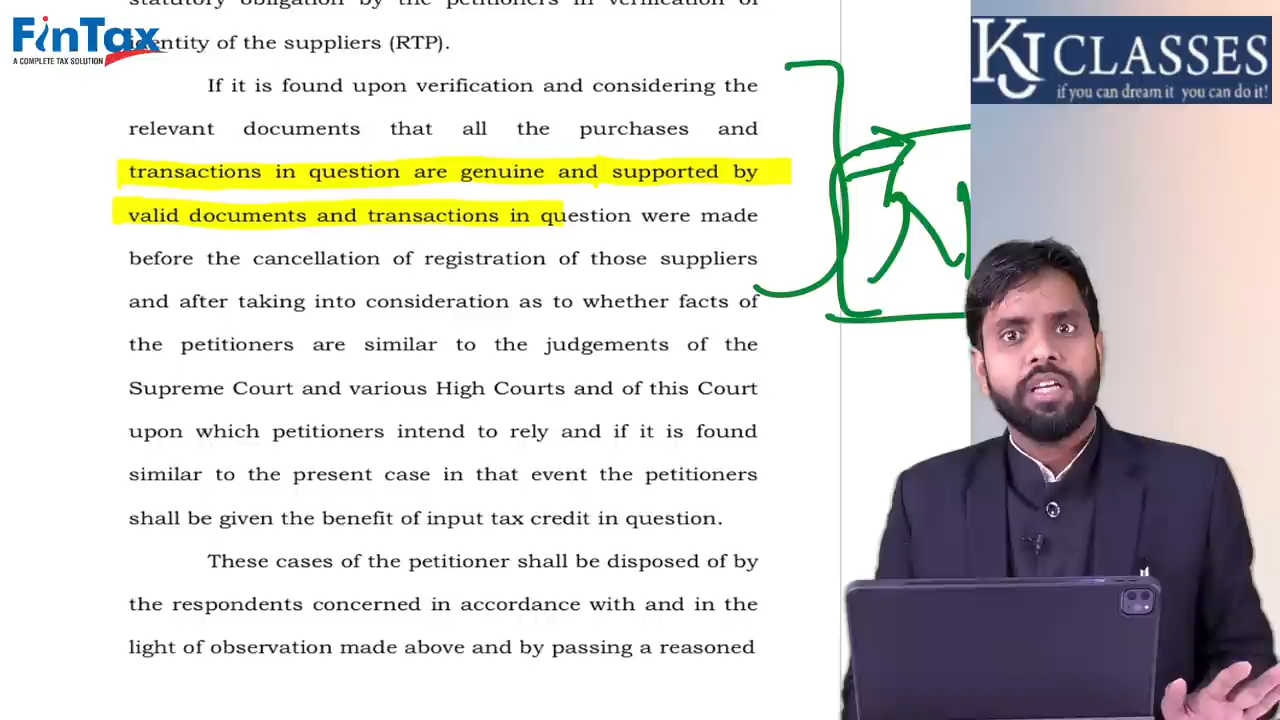 FinTax
A COMPLETE TAX SOLUTION
KJ CLASSES
if you can dream it you can do it!
statutory obligation by the petitioners in verification of
identity of the suppliers (RTP).
If it is found upon verification and considering the
relevant documents that all the purchases and
transactions in question are genuine and supported by
valid documents and transactions in question were made
before the cancellation of registration of those suppliers
and after taking into consideration as to whether facts of
the petitioners are similar to the judgements of the
Supreme Court and various High Courts and of this Court
upon which petitioners intend to rely and if it is found
similar to the present case in that event the petitioners
shall be given the benefit of input tax credit in question.
These cases of the petitioner shall be disposed of by
the respondents concerned in accordance with and in the
light of observation made above and by passing a reasoned